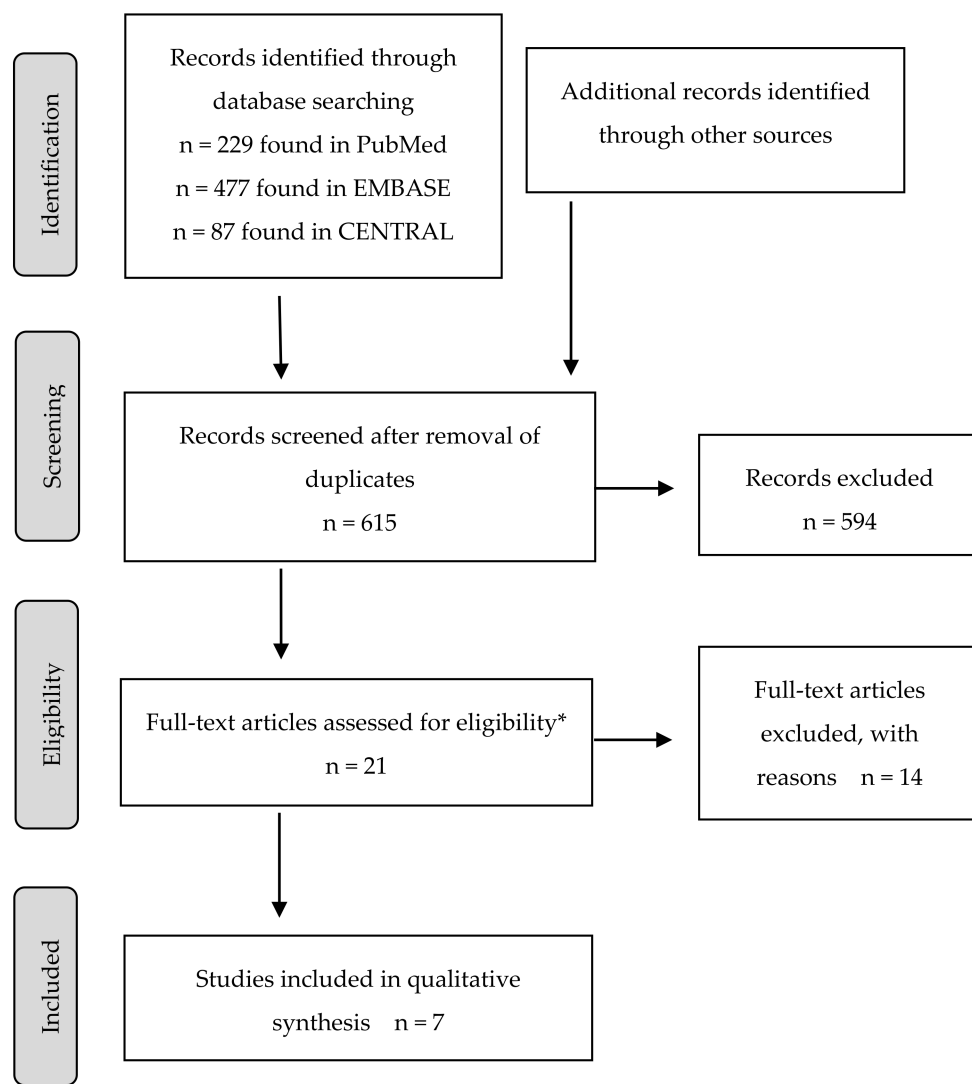 Identification
Records identified through
database searching
n = 229 found in PubMed
n = 477 found in EMBASE
n = 87 found in CENTRAL
Additional records identified
through other sources
Screening
Records screened after removal of
duplicates
n = 615
Records excluded
n = 594
Eligibility
Full-text articles assessed for eligibility*
n = 21
Full-text articles
excluded, with
reasons n = 14
Included
Studies included in qualitative
synthesis n = 7